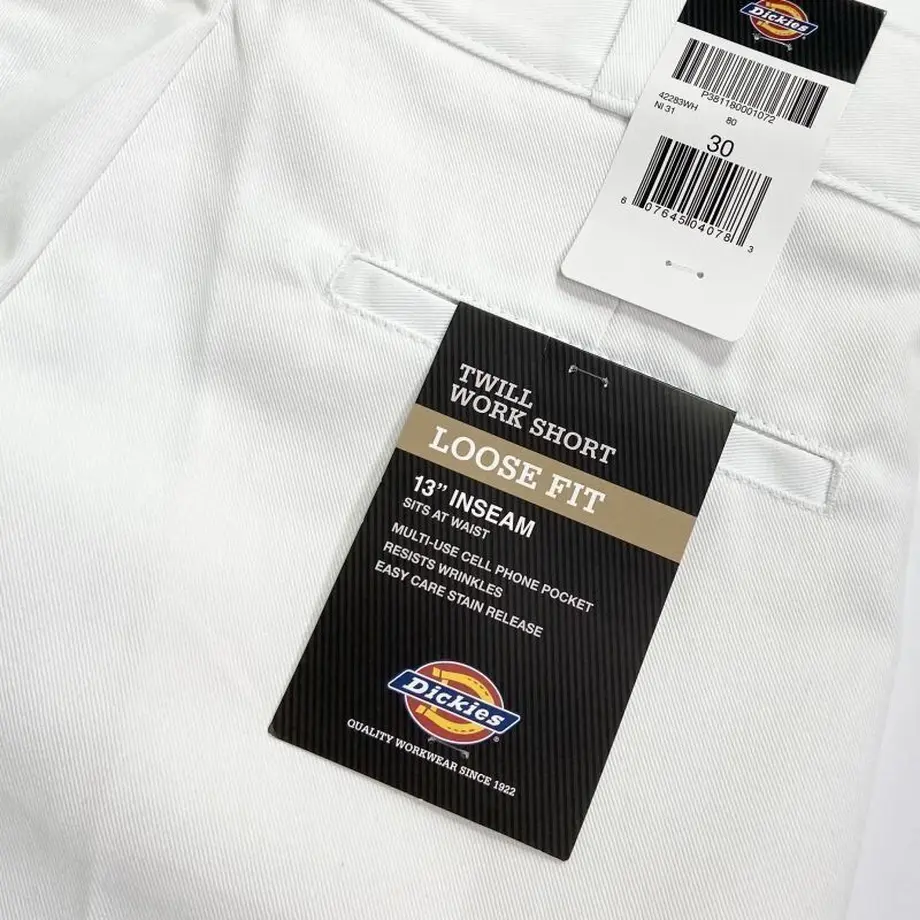 Dickies
P381180001072
42283WH
NI 31
80
30
6 07645 04078 3
TWILL
WORK SHORT
LOOSE FIT
13” INSEAM
SITS AT WAIST
MULTI-USE CELL PHONE POCKET
RESISTS WRINKLES
EASY CARE STAIN RELEASE
Dickies®
QUALITY WORKWEAR SINCE 1922